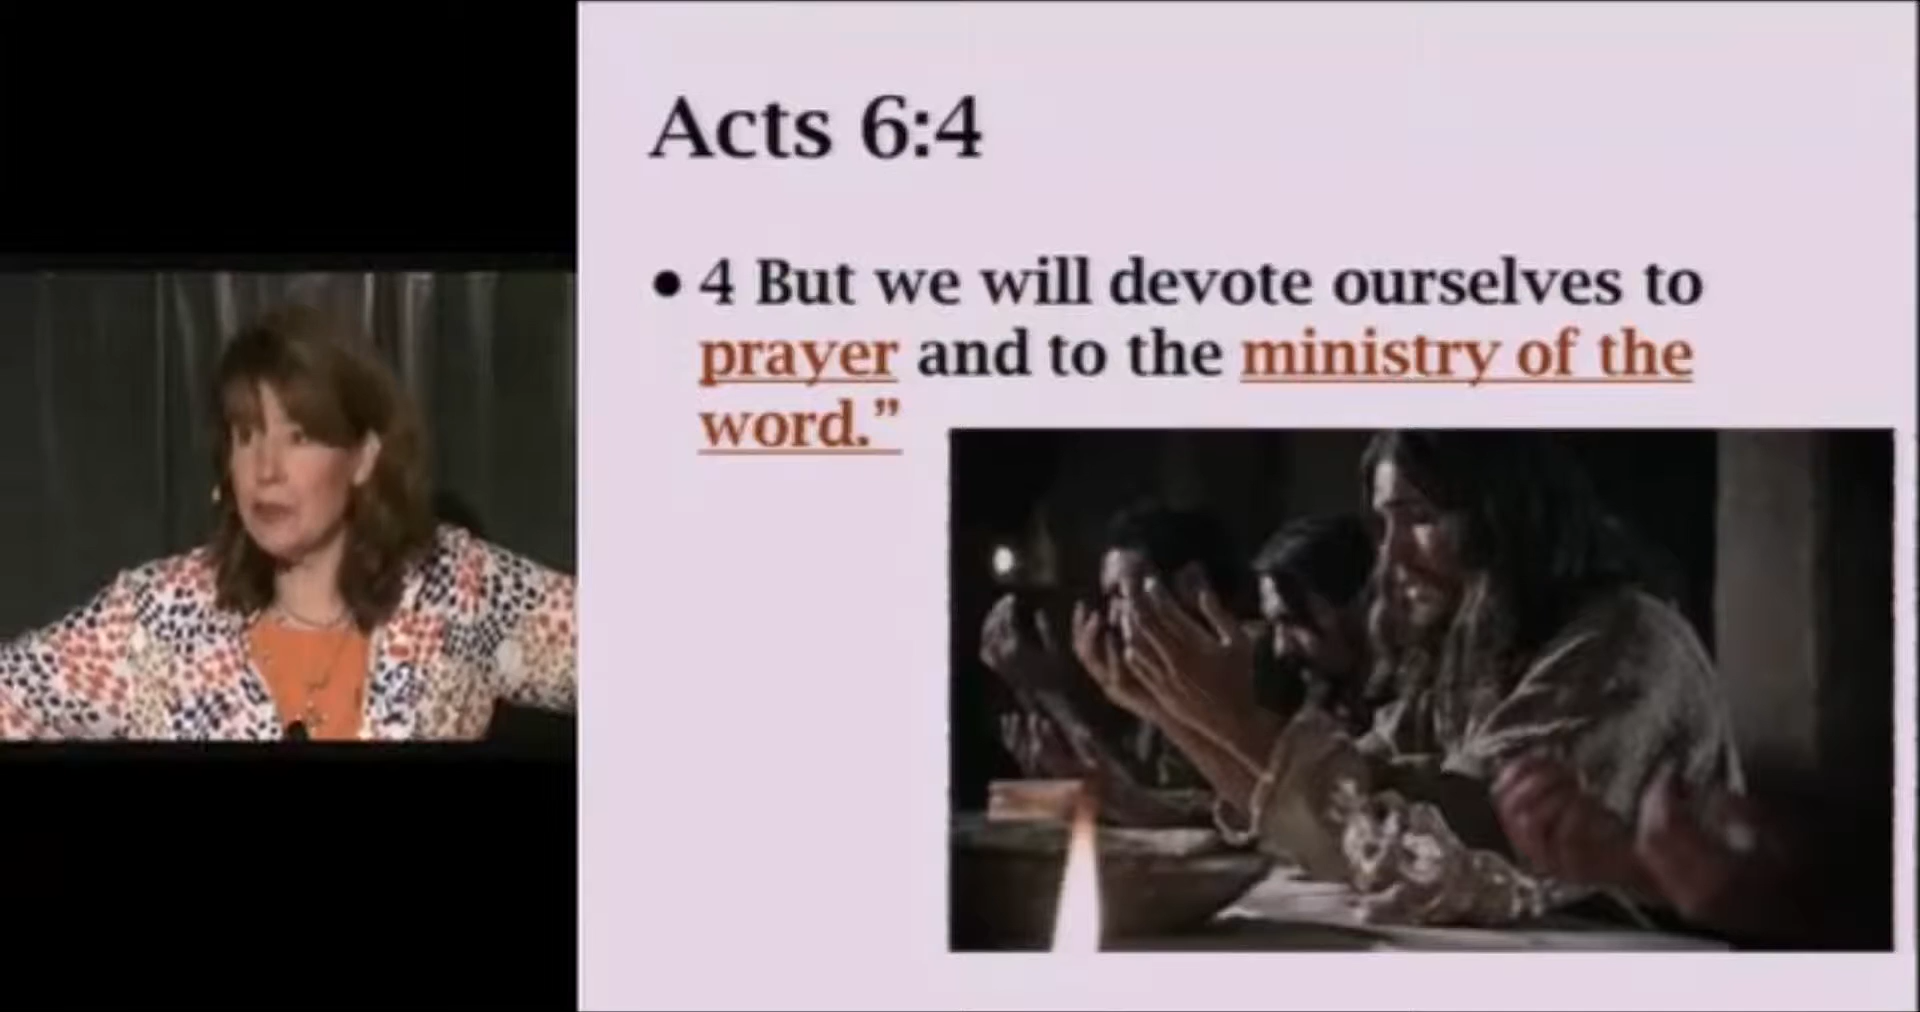 Acts 6:4
• 4 But we will devote ourselves to
prayer and to the ministry of the
word.”